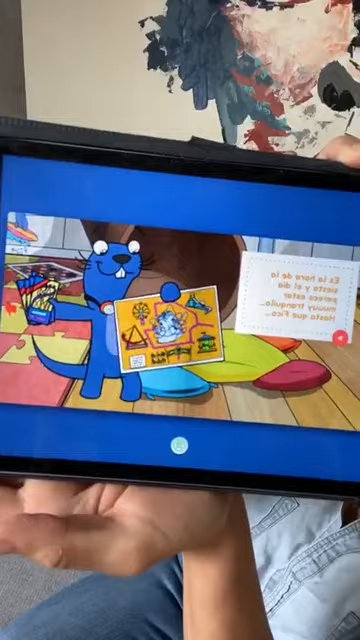 Es la hora de la
siesta y el día
parece estar
muuuy tranquilo...
Hasta que Fico...